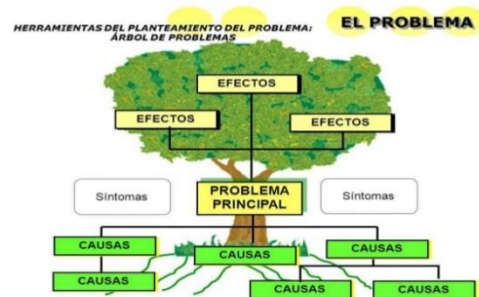 HERRAMIENTAS DEL PLANTEAMIENTO DEL PROBLEMA:
ÁRBOL DE PROBLEMAS
EL PROBLEMA
EFECTOS
EFECTOS
EFECTOS
Síntomas
PROBLEMA
PRINCIPAL
Síntomas
CAUSAS
CAUSAS
CAUSAS
CAUSAS
CAUSAS
CAUSAS